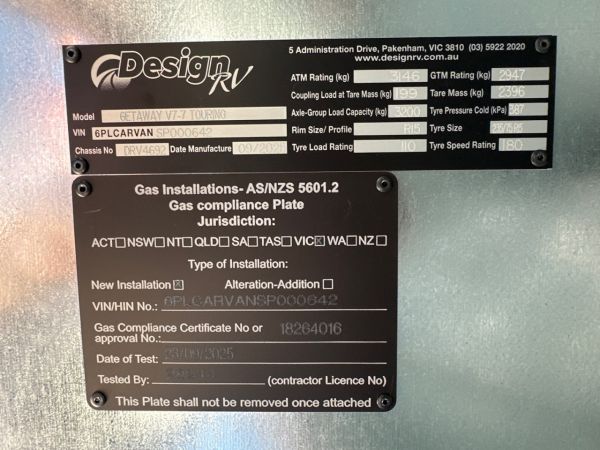 Design RV
5 Administration Drive, Pakenham, VIC 3810 (03) 5922 2020
www.designrv.com.au
ATM Rating (kg) 3146 GTM Rating (kg) 2947
Coupling Load at Tare Mass (kg) 199 Tare Mass (kg) 2396
Model GETAWAY V7-7 TOURING Axle-Group Load Capacity (kg) 3200 Tyre Pressure Cold (kPa) 387
VIN 6PLCARVANSP000642 Rim Size/ Profile R15 Tyre Size
Chassis No DRV4692 Date Manufacture 09/2025 Tyre Load Rating 110 Tyre Speed Rating 180
Gas Installations- AS/NZS 5601.2
Gas compliance Plate
Jurisdiction:
ACT☐ NSW☐ NT☐ QLD☐ SA☐ TAS☐ VIC☒ WA☐ NZ☐
Type of Installation:
New Installation☒ Alteration-Addition☐
VIN/HIN No.: 6PLCARVANSP000642
Gas Compliance Certificate No or approval No.: 18264016
Date of Test: 23/09/2025
Tested By: (contractor Licence No)
This Plate shall not be removed once attached